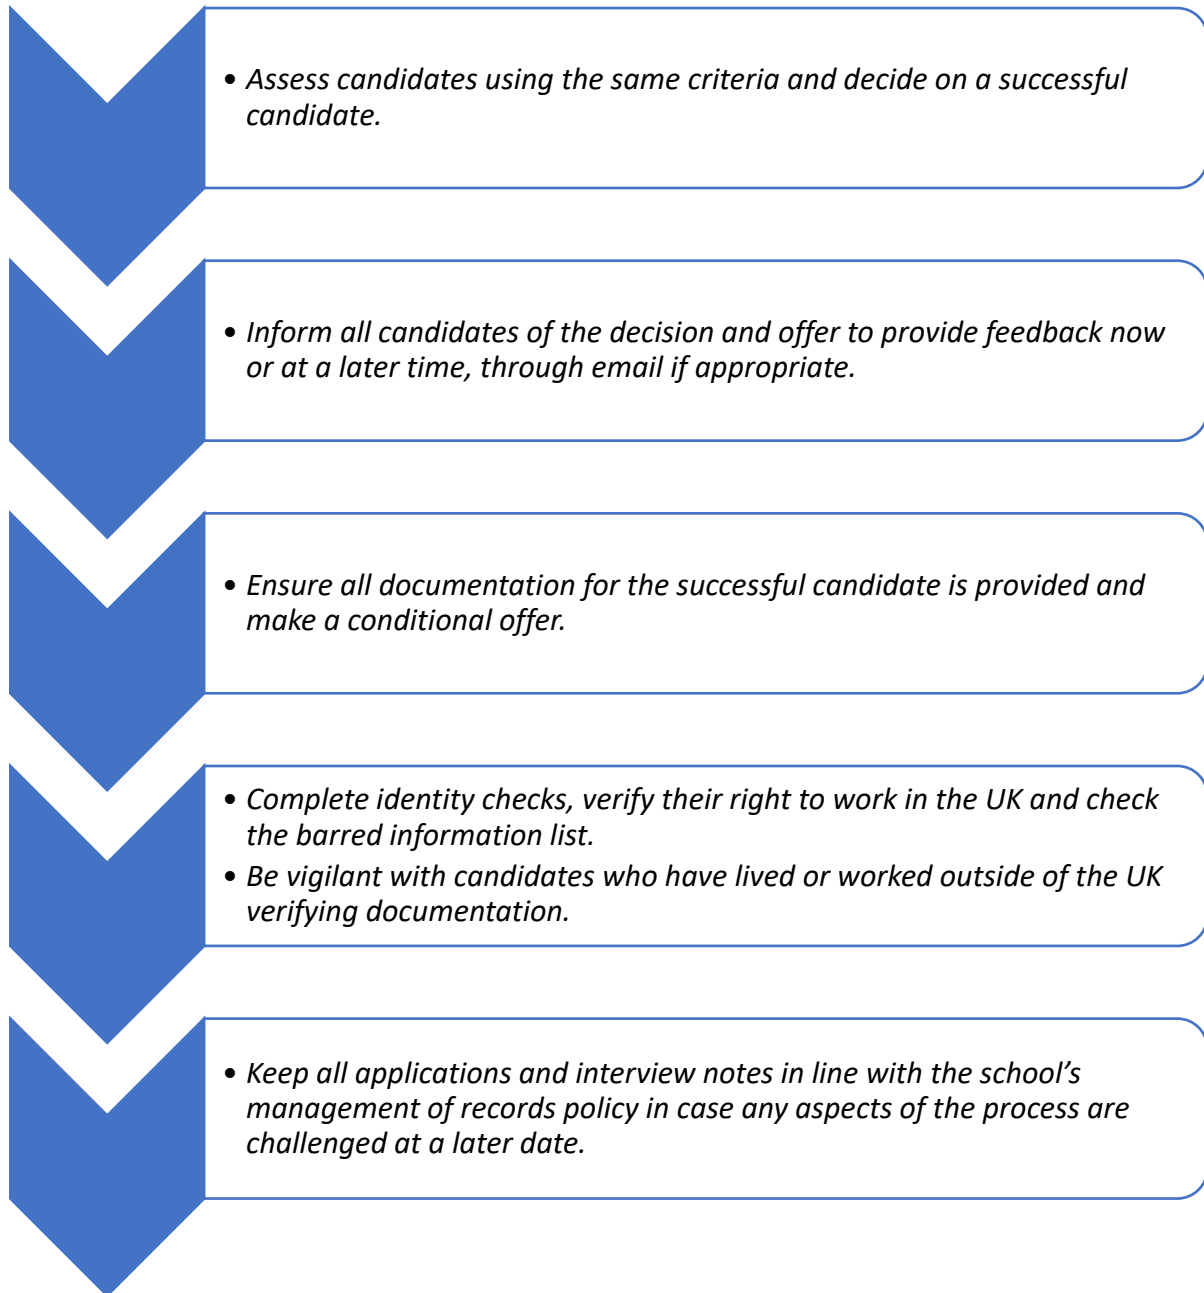 • Assess candidates using the same criteria and decide on a successful
candidate.
• Inform all candidates of the decision and offer to provide feedback now
or at a later time, through email if appropriate.
• Ensure all documentation for the successful candidate is provided and
make a conditional offer.
• Complete identity checks, verify their right to work in the UK and check
the barred information list.
• Be vigilant with candidates who have lived or worked outside of the UK
verifying documentation.
• Keep all applications and interview notes in line with the school’s
management of records policy in case any aspects of the process are
challenged at a later date.